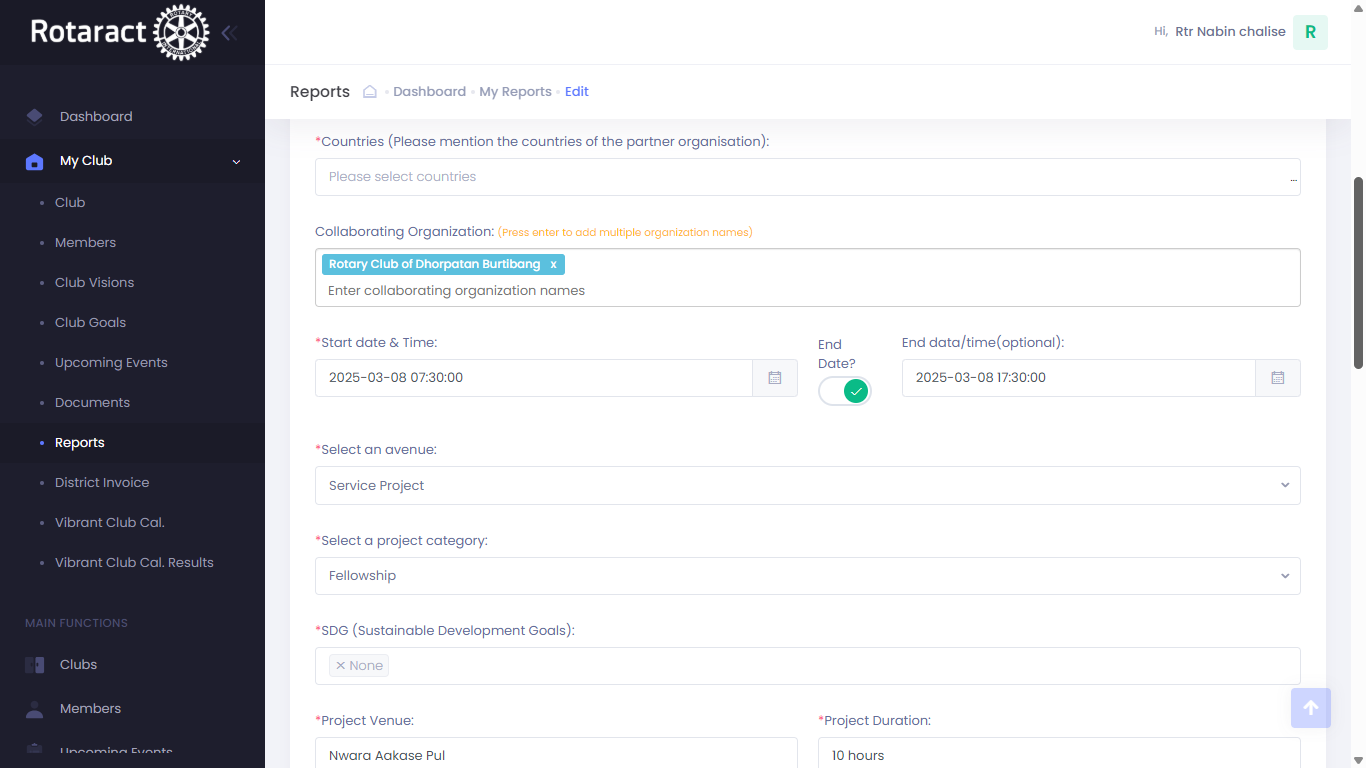 Rotaract
ROTARY
INTERNATIONAL
Hi, Rtr Nabin chalise
R
Reports
Dashboard
My Reports
Edit
Dashboard
My Club
Club
Members
Club Visions
Club Goals
Upcoming Events
Documents
Reports
District Invoice
Vibrant Club Cal.
Vibrant Club Cal. Results
MAIN FUNCTIONS
Clubs
Members
Upcoming Events
*Countries (Please mention the countries of the partner organisation):
Please select countries
...
Collaborating Organization: (Press enter to add multiple organization names)
Rotary Club of Dhorpatan Burtibang x
Enter collaborating organization names
*Start date & Time:
2025-03-08 07:30:00
End
Date?
End data/time(optional):
2025-03-08 17:30:00
*Select an avenue:
Service Project
*Select a project category:
Fellowship
*SDG (Sustainable Development Goals):
× None
*Project Venue:
Nwara Aakase Pul
*Project Duration:
10 hours